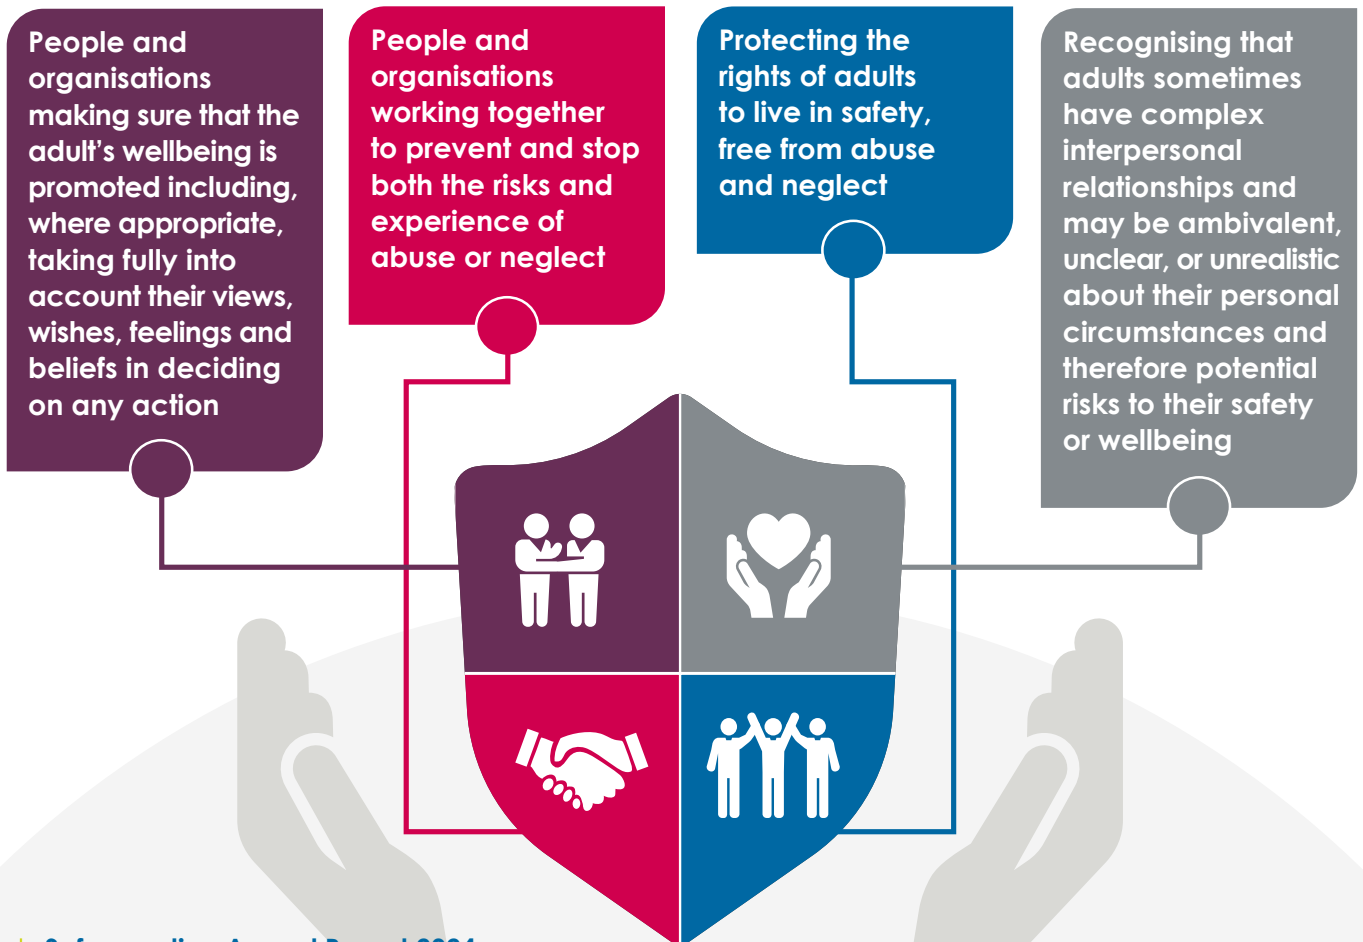 People and
organisations
making sure that the
adult's wellbeing is
promoted including,
where appropriate,
taking fully into
account their views,
wishes, feelings and
beliefs in deciding
on any action
People and
organisations
working together
to prevent and stop
both the risks and
experience of
abuse or neglect
Protecting the
rights of adults
to live in safety,
free from abuse
and neglect
Recognising that
adults sometimes
have complex
interpersonal
relationships and
may be ambivalent,
unclear, or unrealistic
about their personal
circumstances and
therefore potential
risks to their safety
or wellbeing
Safeguarding Annual Report 2024